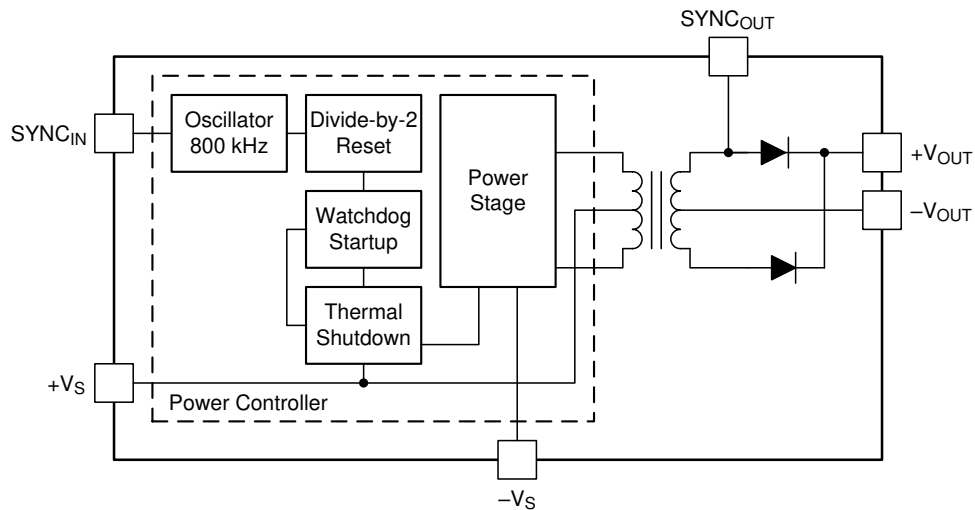 SYNCOUT
SYNCIN
Oscillator
800 kHz
Divide-by-2
Reset
Power
Stage
+VOUT
–VOUT
Watchdog
Startup
Thermal
Shutdown
+VS
Power Controller
–VS